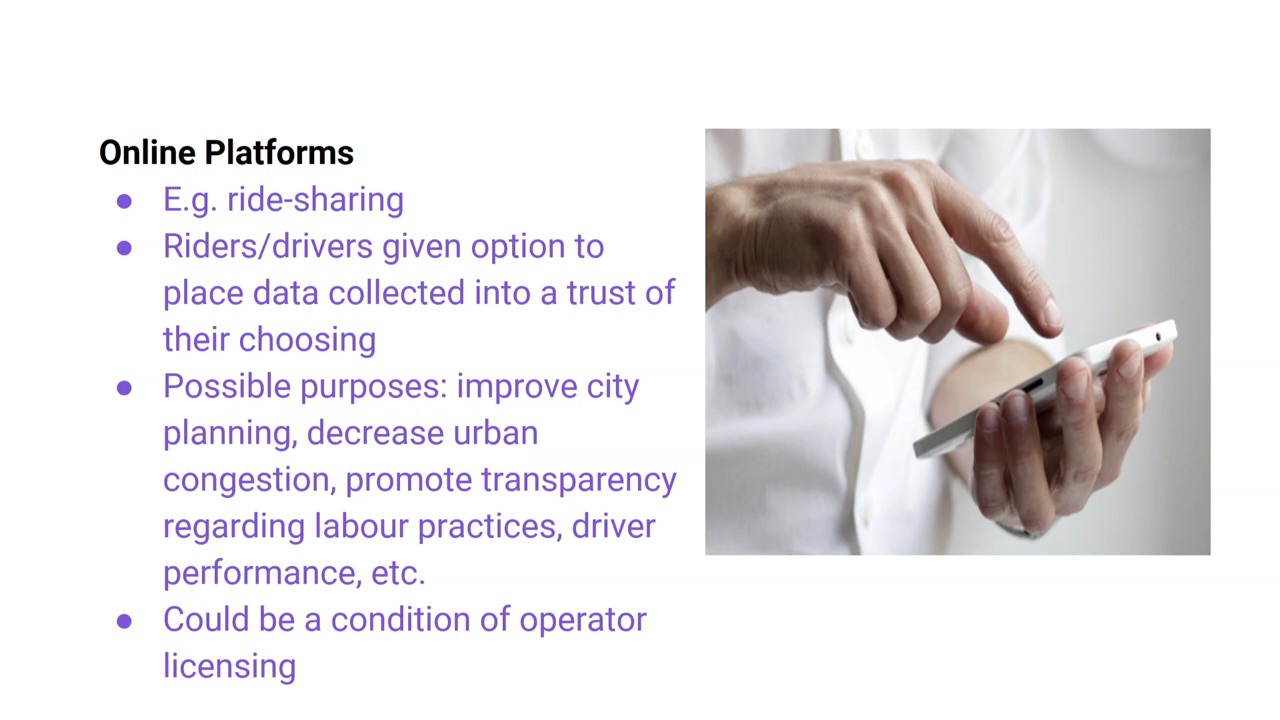 Online Platforms
● E.g. ride-sharing
● Riders/drivers given option to
place data collected into a trust of
their choosing
● Possible purposes: improve city
planning, decrease urban
congestion, promote transparency
regarding labour practices, driver
performance, etc.
● Could be a condition of operator
licensing